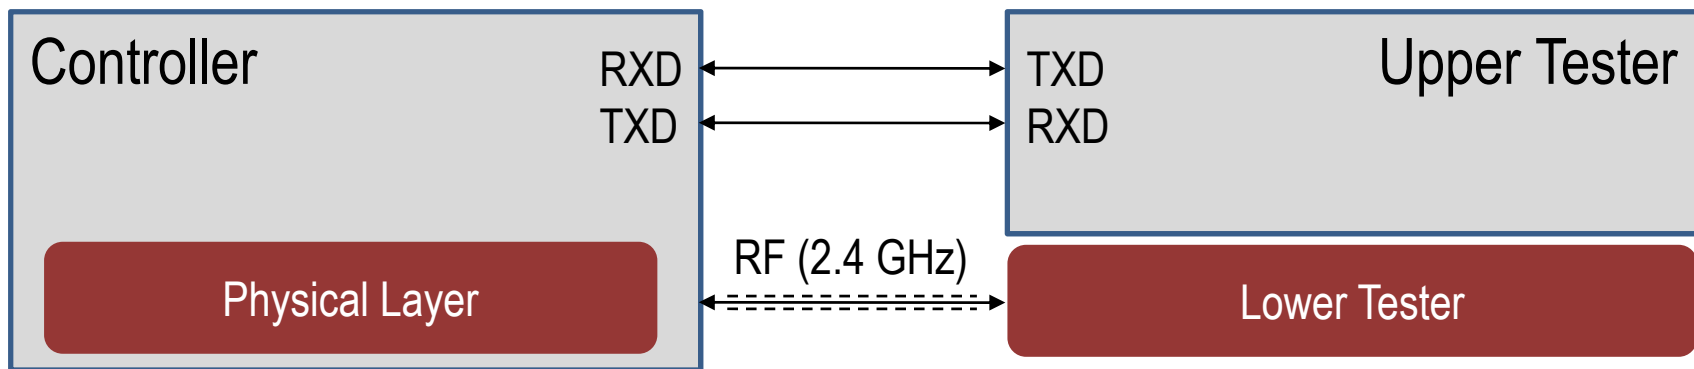 Controller
RXD
TXD
TXD
RXD
Upper Tester
RF (2.4 GHz)
Physical Layer
Lower Tester